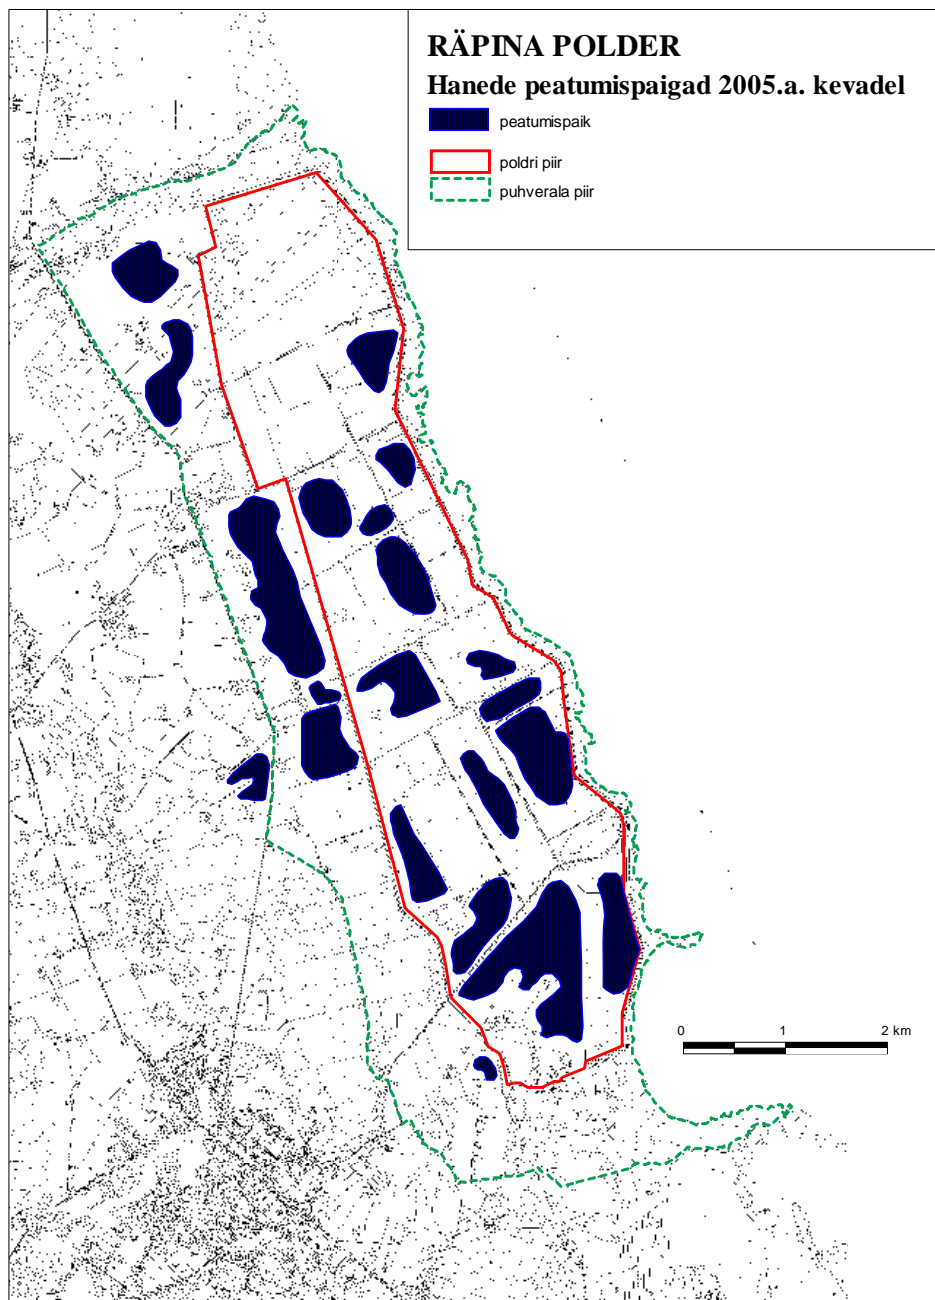 RÄPINA POLDER
Hanede peatumispaigad 2005.a. kevadel
peatumispaik
poldri piir
puhverala piir
0 1 2 km